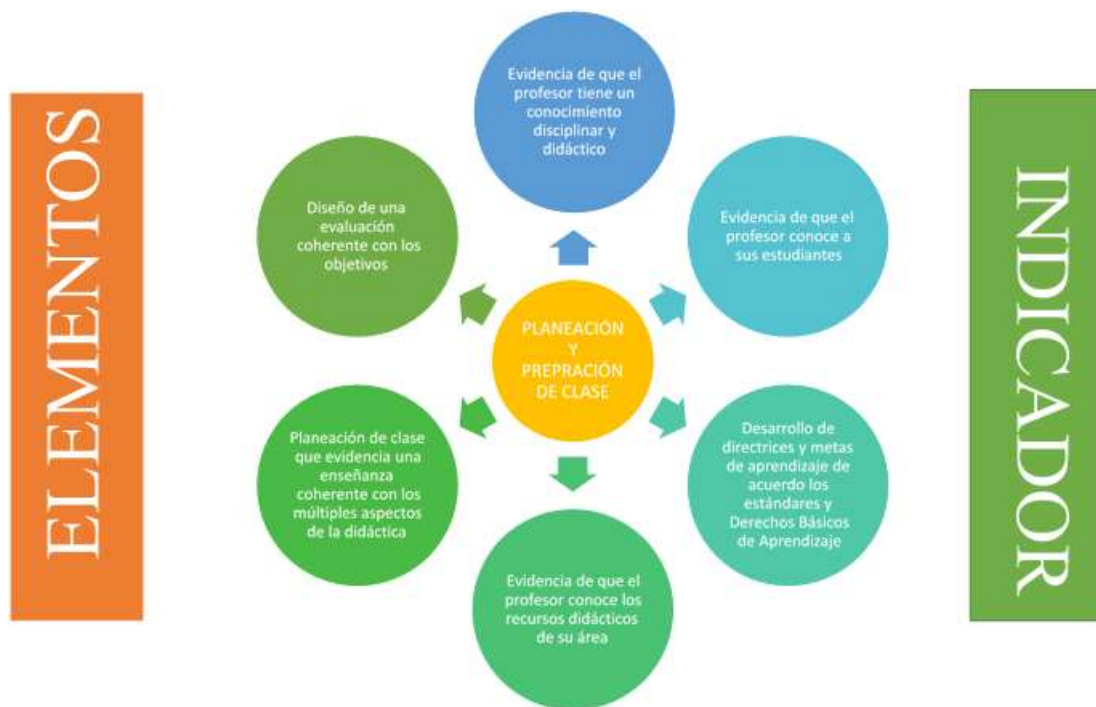 ELEMENTOS
Evidencia de que el
profesor tiene un
conocimiento
disciplinar y
didáctico
Evidencia de que el
profesor conoce a
sus estudiantes
Desarrollo de
directrices y metas
de aprendizaje de
acuerdo los
estándares y
Derechos Básicos
de Aprendizaje
Evidencia de que el
profesor conoce los
recursos didácticos
de su área
Planeación de clase
que evidencia una
enseñanza
coherente con los
múltiples aspectos
de la didáctica
Diseño de una
evaluación
coherente con los
objetivos
PLANEACIÓN
Y
PREPRACIÓN
DE CLASE
INDICADOR